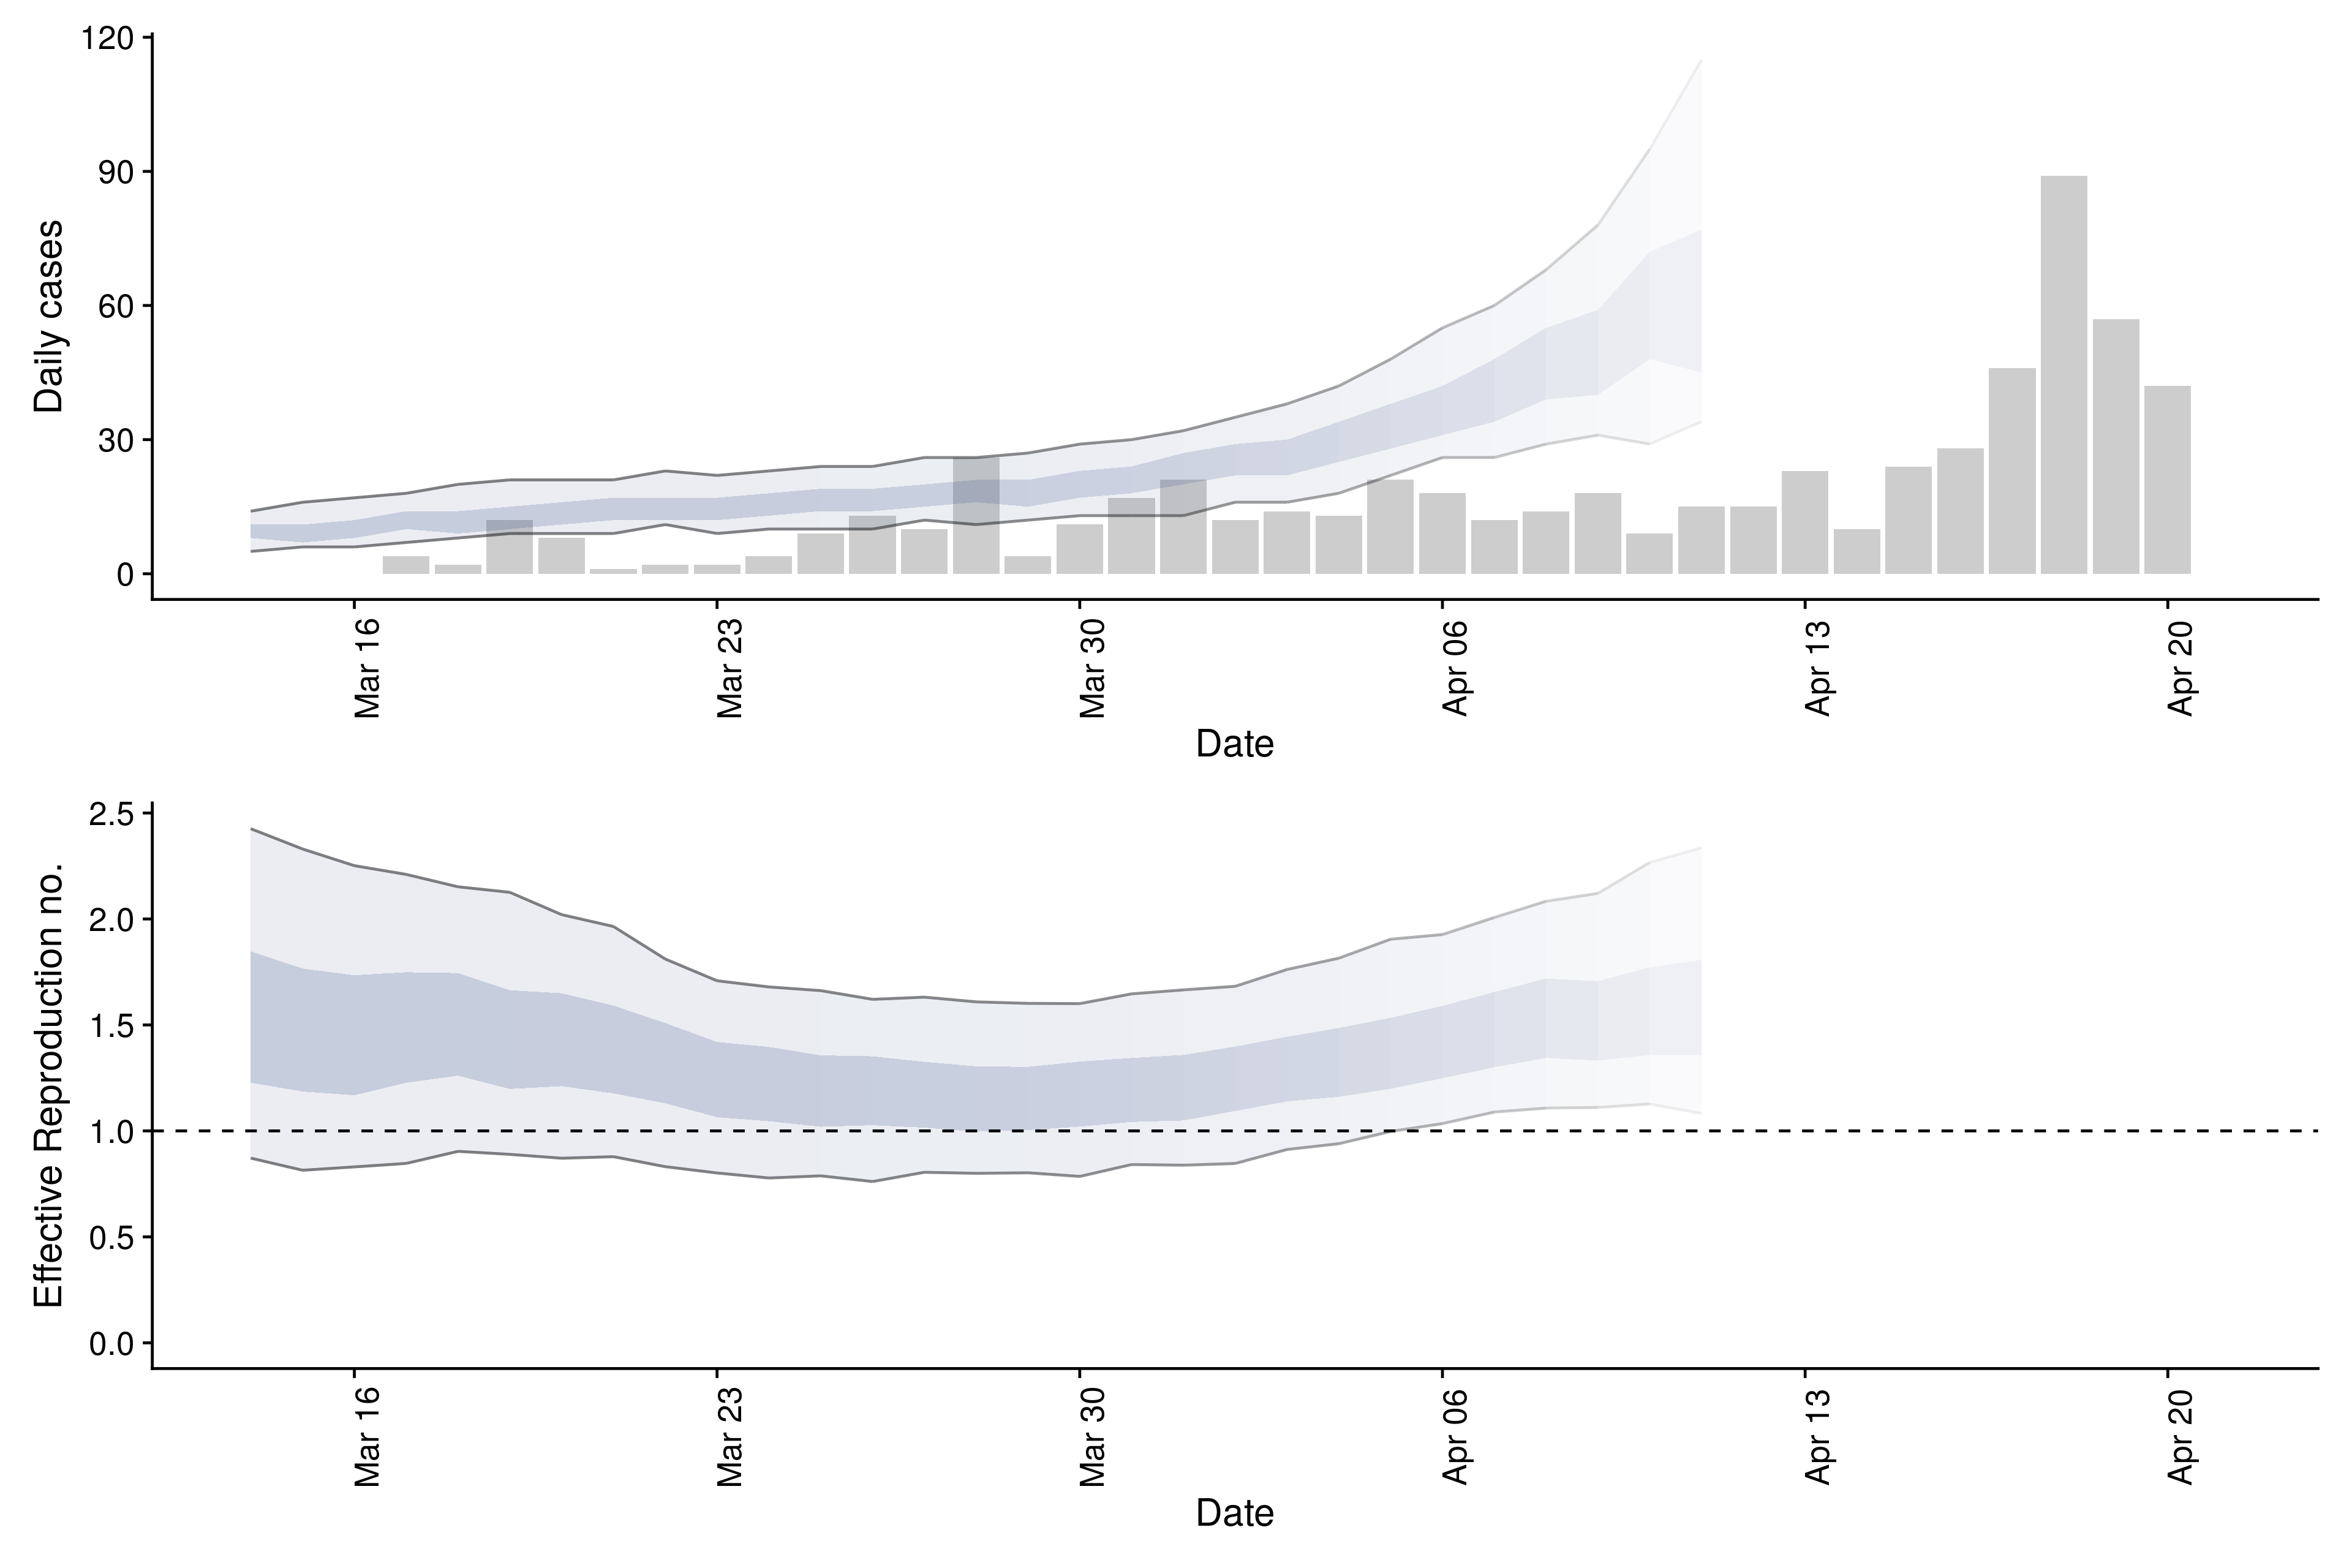 120
90
60
30
0
Daily cases
Mar 16
Mar 23
Mar 30
Apr 06
Apr 13
Apr 20
Date
2.5
2.0
1.5
1.0
0.5
0.0
Effective Reproduction no.
Mar 16
Mar 23
Mar 30
Apr 06
Apr 13
Apr 20
Date